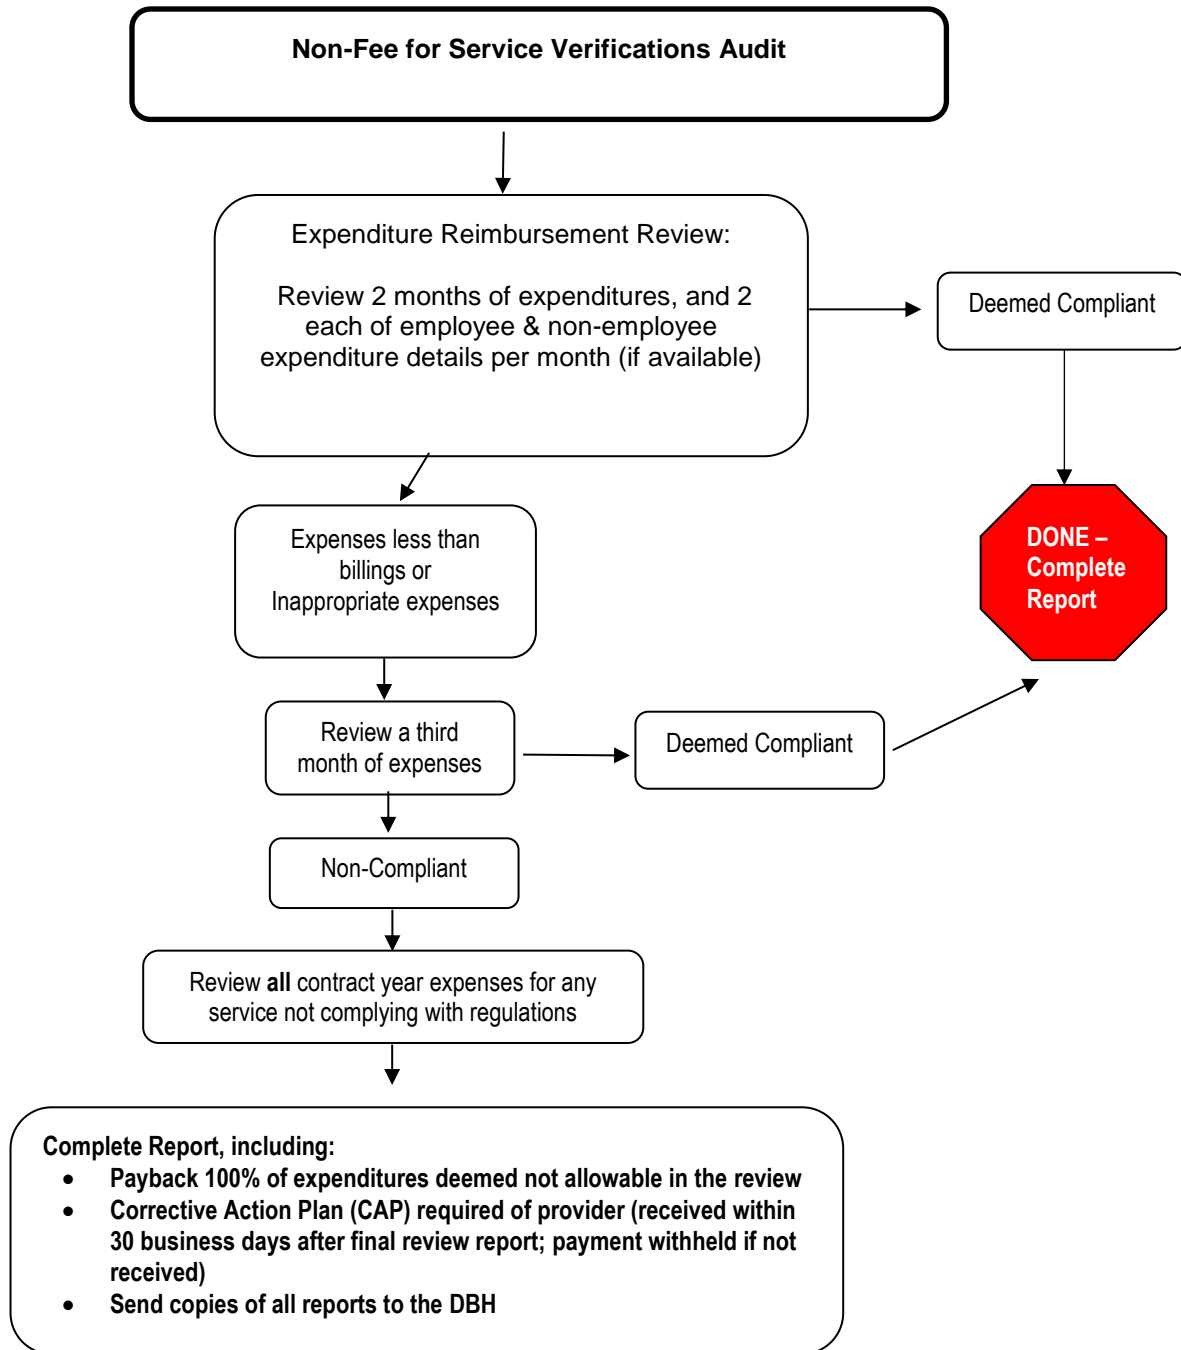 Non-Fee for Service Verifications Audit
Expenditure Reimbursement Review:
Review 2 months of expenditures, and 2
each of employee & non-employee
expenditure details per month (if available)
Deemed Compliant
Expenses less than
billings or
Inappropriate expenses
DONE –
Complete
Report
Review a third
month of expenses
Deemed Compliant
Non-Compliant
Review all contract year expenses for any
service not complying with regulations
Complete Report, including:
• Payback 100% of expenditures deemed not allowable in the review
• Corrective Action Plan (CAP) required of provider (received within
30 business days after final review report; payment withheld if not
received)
• Send copies of all reports to the DBH